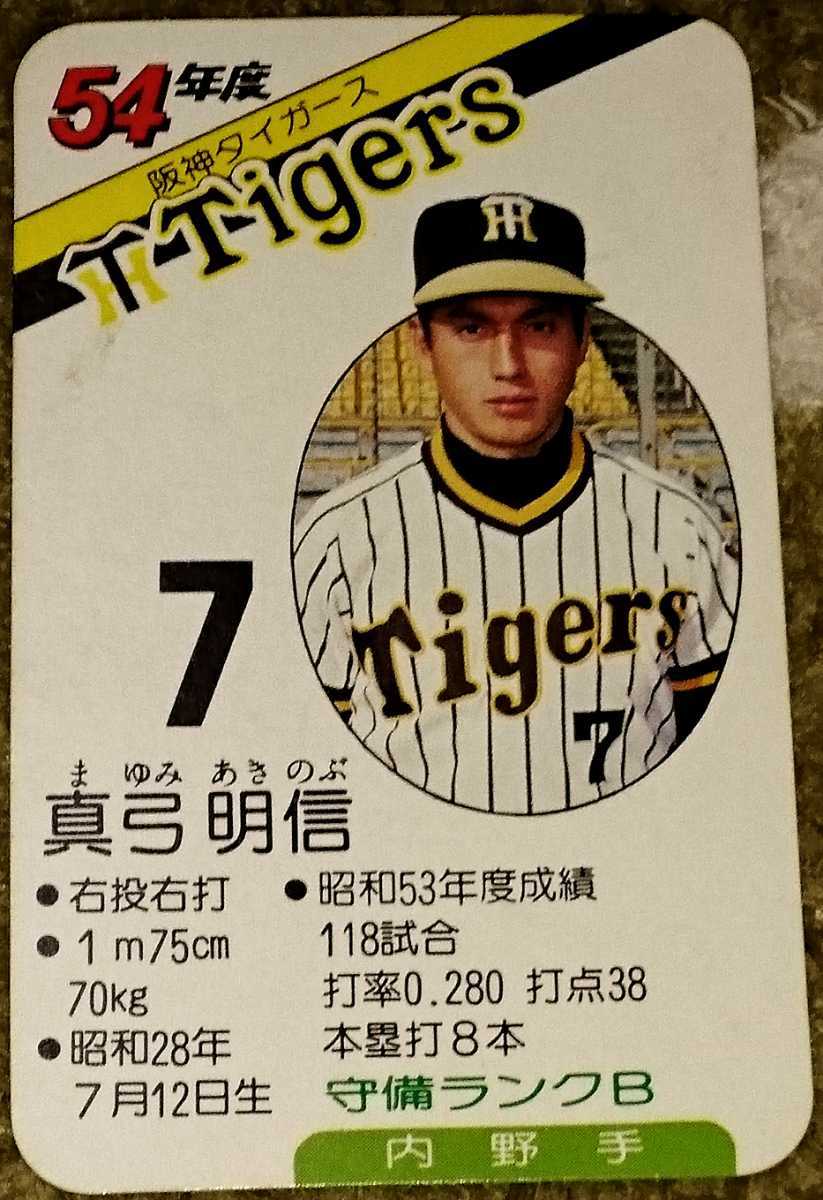 54年度
阪神タイガース
HT Tigers
HT
Tigers
7
7
ま ゆみ あき のぶ
真弓 明信
●右投右打
●1m75cm
70kg
●昭和28年
7月12日生
●昭和53年度成績
118試合
打率0.280 打点38
本塁打8本
守備ランクB
内野手